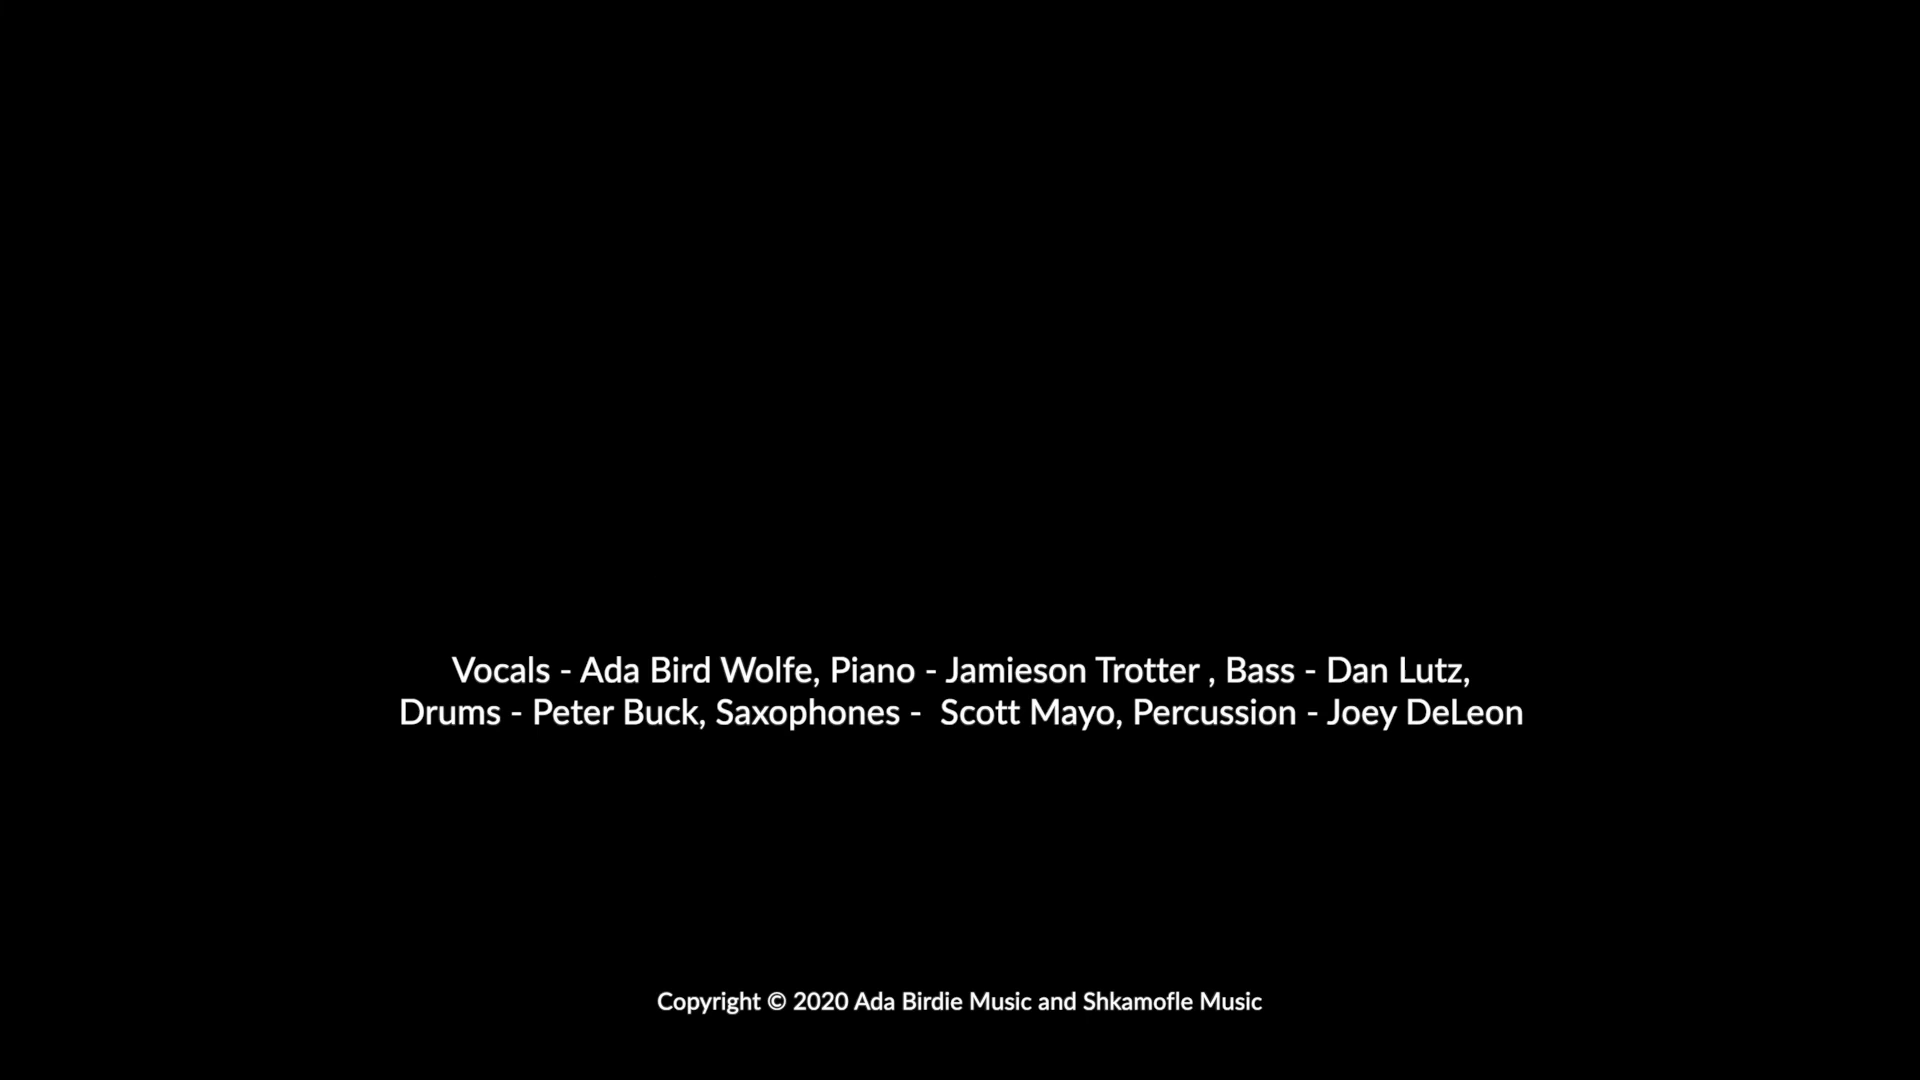 Vocals - Ada Bird Wolfe, Piano - Jamieson Trotter , Bass - Dan Lutz,
Drums - Peter Buck, Saxophones -  Scott Mayo, Percussion - Joey DeLeon
Copyright © 2020 Ada Birdie Music and Shkamofle Music